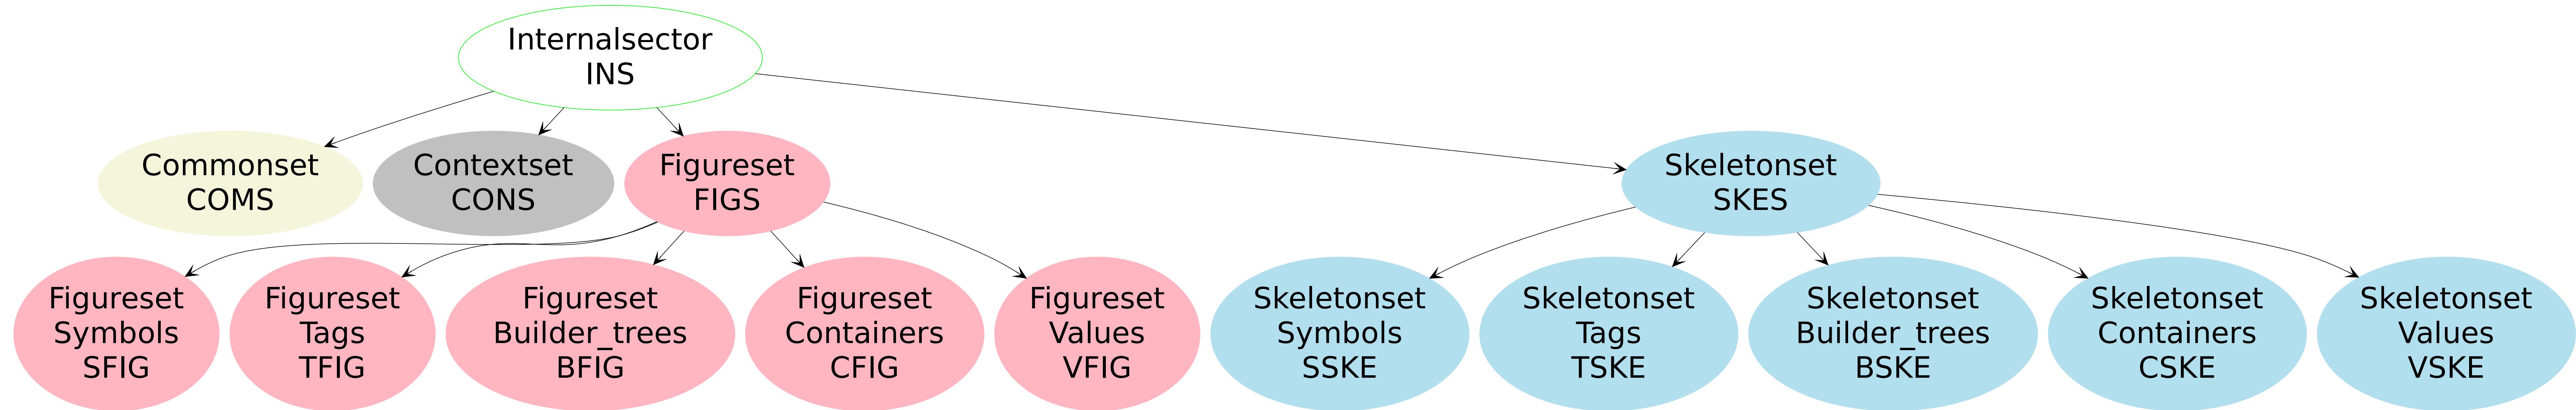 Internalsector
INS
Commonset
COMS
Contextset
CONS
Figureset
FIGS
Skeletonset
SKES
Figureset
Symbols
SFIG
Figureset
Tags
TFIG
Figureset
Builder_trees
BFIG
Figureset
Containers
CFIG
Figureset
Values
VFIG
Skeletonset
Symbols
SSKE
Skeletonset
Tags
TSKE
Skeletonset
Builder_trees
BSKE
Skeletonset
Containers
CSKE
Skeletonset
Values
VSKE